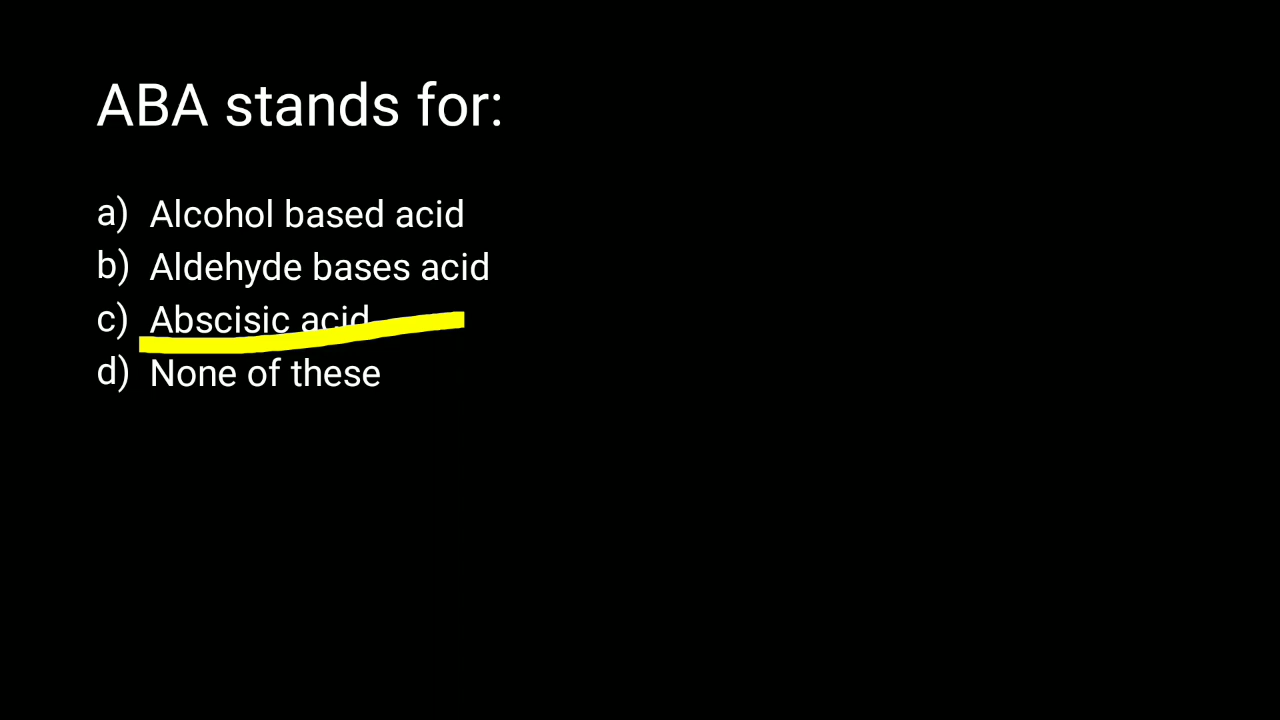 ABA stands for:
a) Alcohol based acid
b) Aldehyde bases acid
c) Abscisic acid
d) None of these